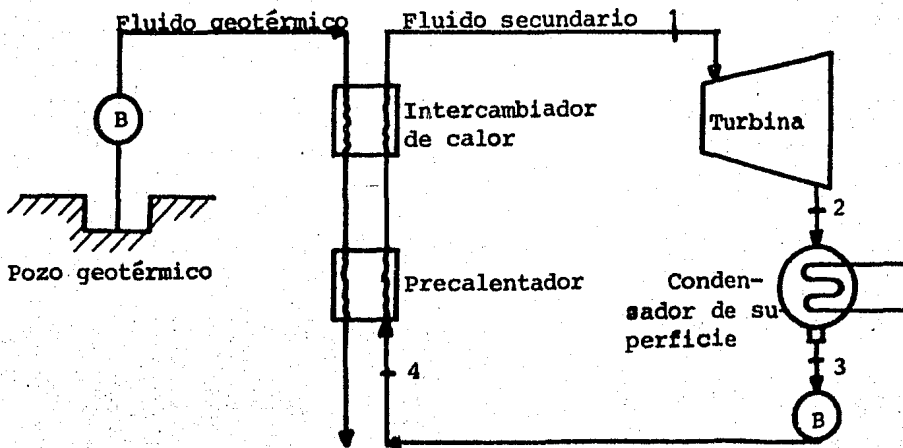 Fluido geotérmico
Fluido secundario
1
B
Intercambiador
de calor
Turbina
2
Pozo geotérmico
Precalentador
Conden-
sador de su
perficie
4
3
B